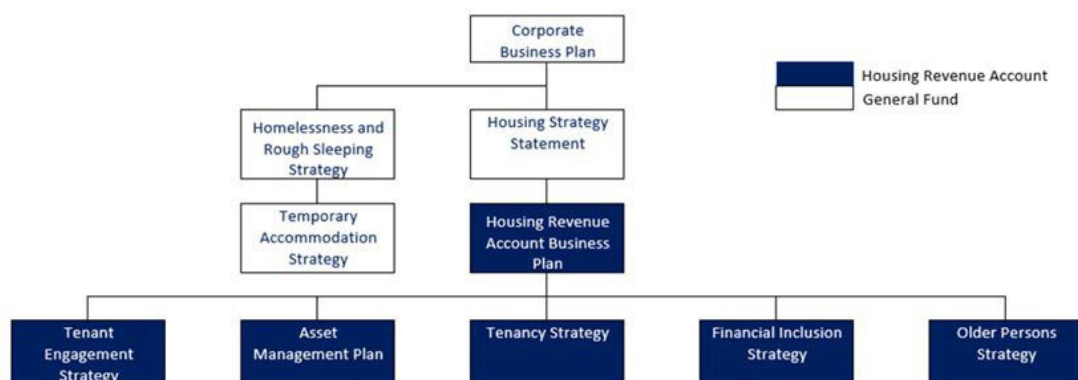 Corporate
Business Plan
Housing Revenue Account
General Fund
Homelessness and
Rough Sleeping
Strategy
Housing Strategy
Statement
Temporary
Accommodation
Strategy
Housing Revenue
Account Business
Plan
Tenant
Engagement
Strategy
Asset
Management Plan
Tenancy Strategy
Financial Inclusion
Strategy
Older Persons
Strategy